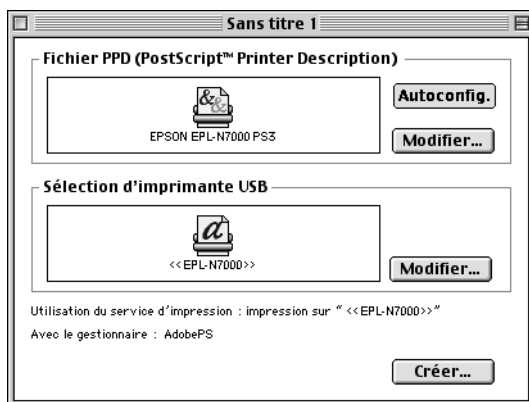 Sans titre 1
Fichier PPD (PostScript™ Printer Description)
EPSON EPL-N7000 PS3
Autoconfig.
Modifier...
Sélection d'imprimante USB
<<EPL-N7000>>
Modifier...
Utilisation du service d'impression : impression sur " <<EPL-N7000>>"
Avec le gestionnaire : AdobePS
Créer...